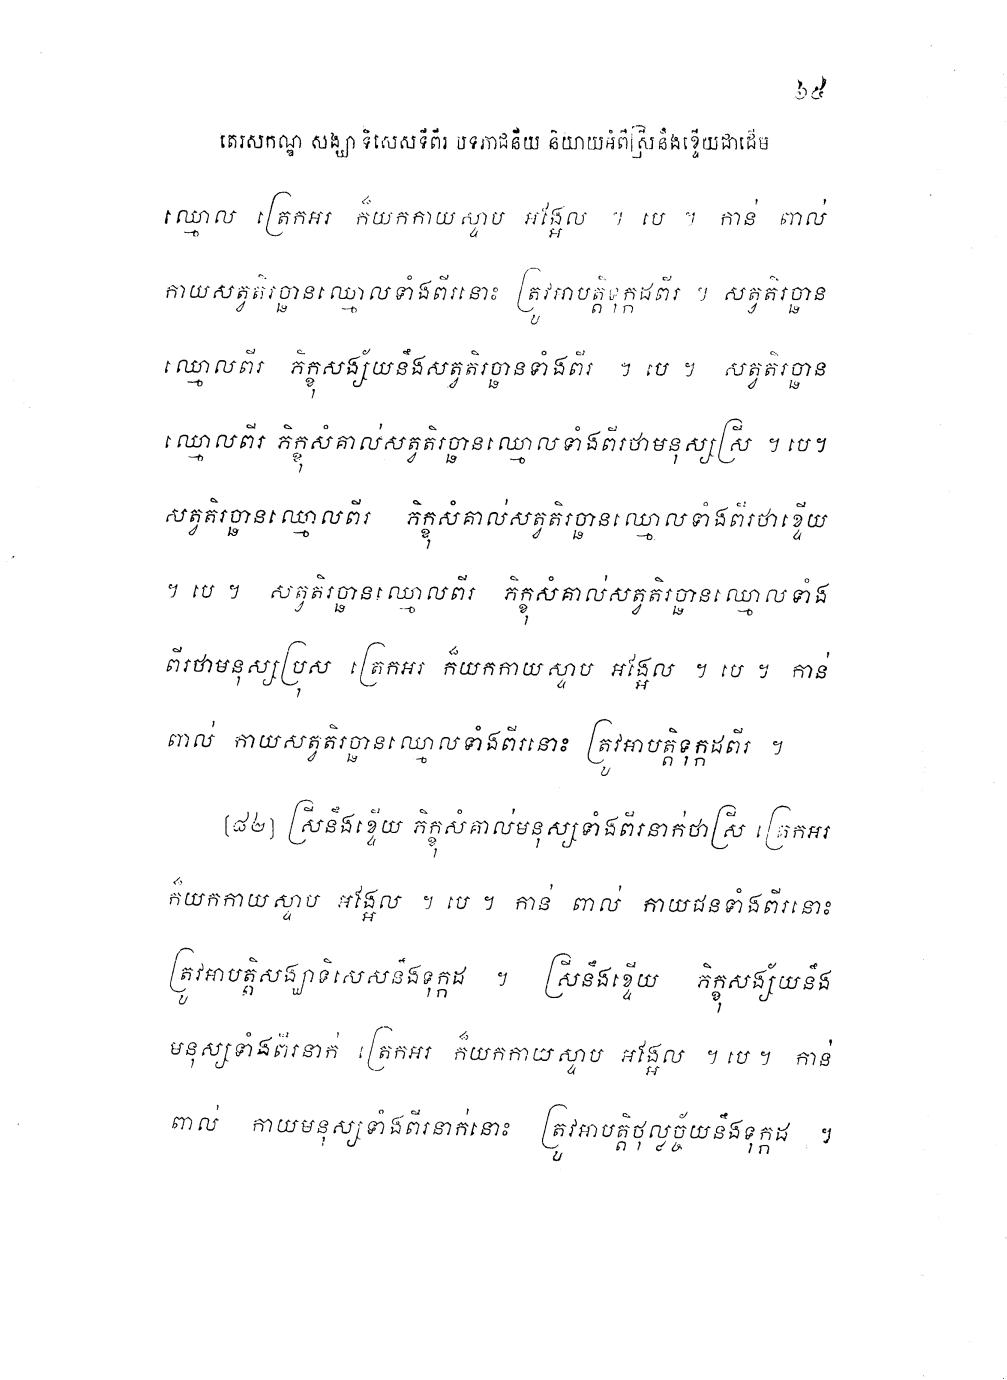 ៦៥
តេរសកណ្ឌ សង្ឃាទិសេសទីពីរ បទភាជនីយ និយាយអំពីស្រីនឹងខ្ទើយជាដើម
ឈ្មោល ត្រេកអរ ក៏យកកាយស្ទាប អង្អែល ។ បេ ។ កាន់ ពាល់
កាយសត្វតិរច្ឆានឈ្មោលទាំងពីរនោះ ត្រូវអាបត្តិទុក្កដពីរ ។ សត្វតិរច្ឆាន
ឈ្មោលពីរ ភិក្ខុសង្ស័យនឹងសត្វតិរច្ឆានទាំងពីរ ។ បេ ។ សត្វតិរច្ឆាន
ឈ្មោលពីរ ភិក្ខុសំគាល់សត្វតិរច្ឆានឈ្មោលទាំងពីរថាមនុស្សស្រី ។ បេ។
សត្វតិរច្ឆានឈ្មោលពីរ ភិក្ខុសំគាល់សត្វតិរច្ឆានឈ្មោលទាំងពីរថាខ្ទើយ
។ បេ ។ សត្វតិរច្ឆានឈ្មោលពីរ ភិក្ខុសំគាល់សត្វតិរច្ឆានឈ្មោលទាំង
ពីរថាមនុស្សប្រុស ត្រេកអរ ក៏យកកាយស្ទាប អង្អែល ។ បេ ។ កាន់
ពាល់ កាយសត្វតិរច្ឆានឈ្មោលទាំងពីរនោះ ត្រូវអាបត្តិទុក្កដពីរ ។
[៨២] ស្រីនឹងខ្ទើយ ភិក្ខុសំគាល់មនុស្សទាំងពីរនាក់ថាស្រី ត្រេកអរ
ក៏យកកាយស្ទាប អង្អែល ។ បេ ។ កាន់ ពាល់ កាយជនទាំងពីរនោះ
ត្រូវអាបត្តិសង្ឃាទិសេសនឹងទុក្កដ ។ ស្រីនឹងខ្ទើយ ភិក្ខុសង្ស័យនឹង
មនុស្សទាំងពីរនាក់ ត្រេកអរ ក៏យកកាយស្ទាប អង្អែល ។ បេ ។ កាន់
ពាល់ កាយមនុស្សទាំងពីរនាក់នោះ ត្រូវអាបត្តិថុល្លច្ច័យនឹងទុក្កដ ។